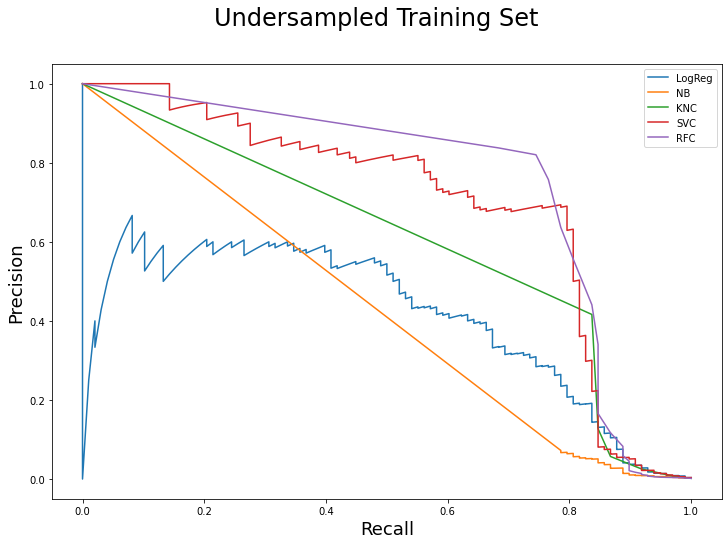 Undersampled Training Set
LogReg
NB
KNC
SVC
RFC
Precision
1.0
0.8
0.6
0.4
0.2
0.0
0.0 0.2 0.4 0.6 0.8 1.0
Recall